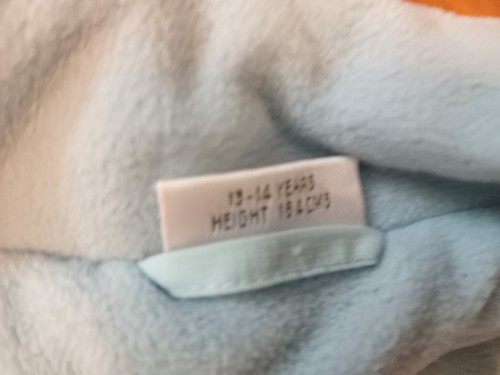 13-14 YEARS
HEIGHT 164CMS